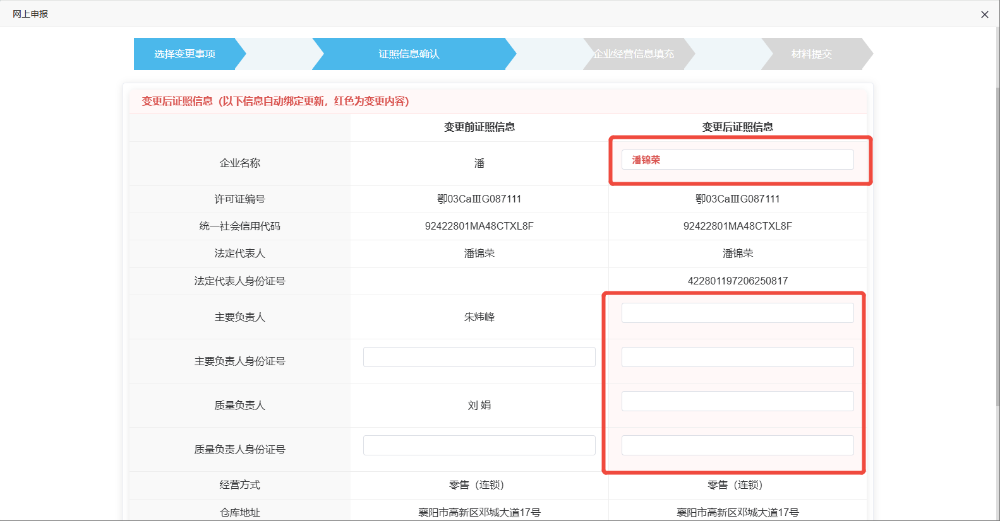 网上申报
选择变更事项 证照信息确认 企业经营信息填充 材料提交
变更后证照信息（以下信息自动绑定更新，红色为变更内容）
变更前证照信息 变更后证照信息
企业名称 潘 潘锦荣
许可证编号 鄂03CaⅢG087111 鄂03CaⅢG087111
统一社会信用代码 92422801MA48CTXL8F 92422801MA48CTXL8F
法定代表人 潘锦荣 潘锦荣
法定代表人身份证号 422801197206250817
主要负责人 朱炜峰
主要负责人身份证号
质量负责人 刘 娟
质量负责人身份证号
经营方式 零售（连锁） 零售（连锁）
仓库地址 襄阳市高新区邓城大道17号 襄阳市高新区邓城大道17号